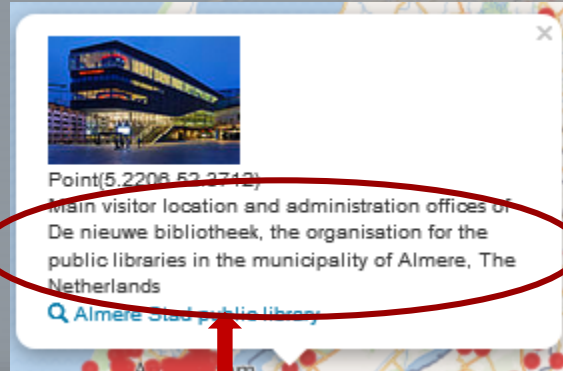 ×
Point(5.2206 52.3712)
Main visitor location and administration offices of
De nieuwe bibliotheek, the organisation for the
public libraries in the municipality of Almere, The
Netherlands
Almere Stad public library